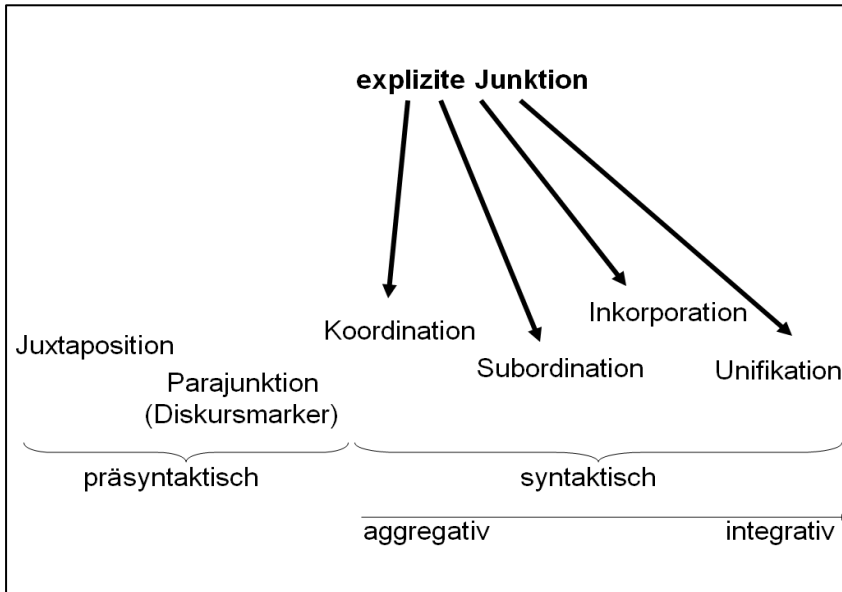 explizite Junktion
Inkorporation
Koordination
Juxtaposition
Subordination
Unifikation
Parajunktion
(Diskursmarker)
präsyntaktisch
syntaktisch
aggregativ
integrativ